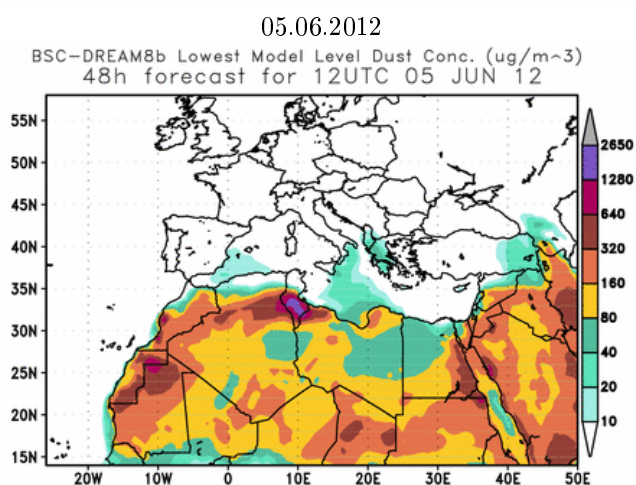 05.06.2012
BSC-DREAM8b Lowest Model Level Dust Conc. (ug/m^3)
48h forecast for 12UTC 05 JUN 12
55N
50N
45N
40N
35N
30N
25N
20N
15N
20W 10W 0 10E 20E 30E 40E 50E
2650
1280
640
320
160
80
40
20
10